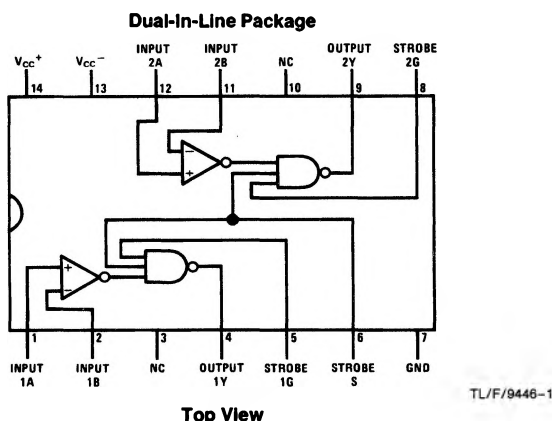 Dual-In-Line Package
INPUT INPUT OUTPUT STROBE
VCC+ VCC− 2A 2B NC 2Y 2G
14 13 12 11 10 9 8
−
+
+
−
1 2 3 4 5 6 7
INPUT INPUT NC OUTPUT STROBE STROBE GND
1A 1B 1Y 1G S
TL/F/9446–1
Top View